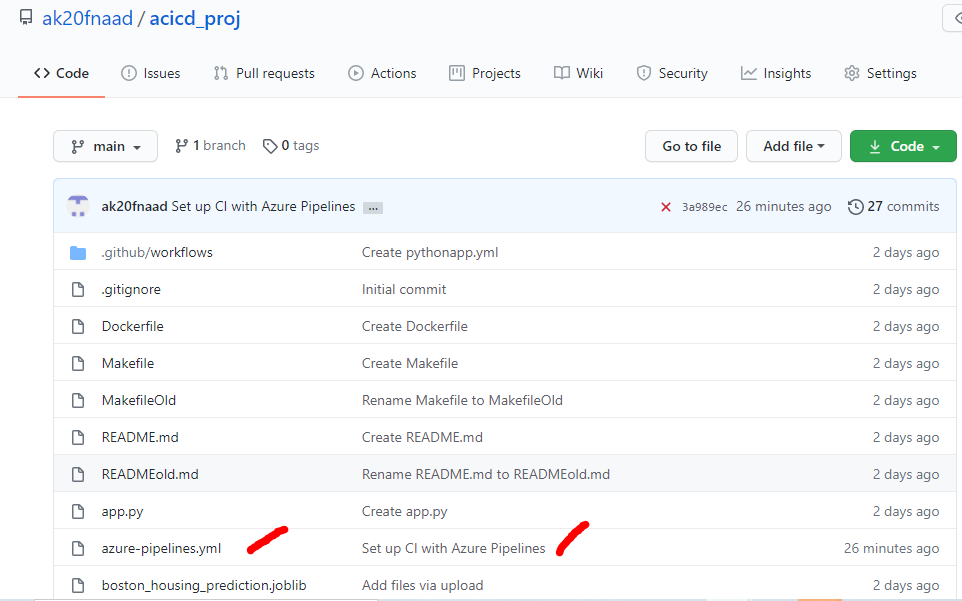 ak20fnaad / acicd_proj
Code Issues Pull requests Actions Projects Wiki Security Insights Settings
main 1 branch 0 tags Go to file Add file Code
ak20fnaad Set up CI with Azure Pipelines ... 3a989ec 26 minutes ago 27 commits
.github/workflows Create pythonapp.yml 2 days ago
.gitignore Initial commit 2 days ago
Dockerfile Create Dockerfile 2 days ago
Makefile Create Makefile 2 days ago
MakefileOld Rename Makefile to MakefileOld 2 days ago
README.md Create README.md 2 days ago
READMEold.md Rename README.md to READMEold.md 2 days ago
app.py Create app.py 2 days ago
azure-pipelines.yml Set up CI with Azure Pipelines 26 minutes ago
boston_housing_prediction.joblib Add files via upload 2 days ago